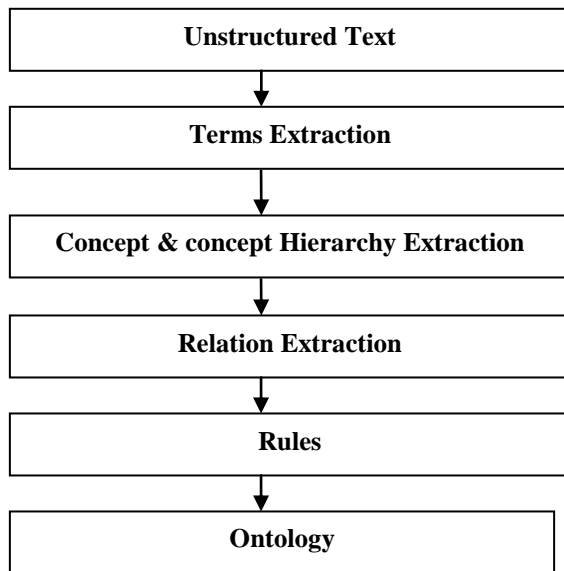 Unstructured Text
Terms Extraction
Concept & concept Hierarchy Extraction
Relation Extraction
Rules
Ontology